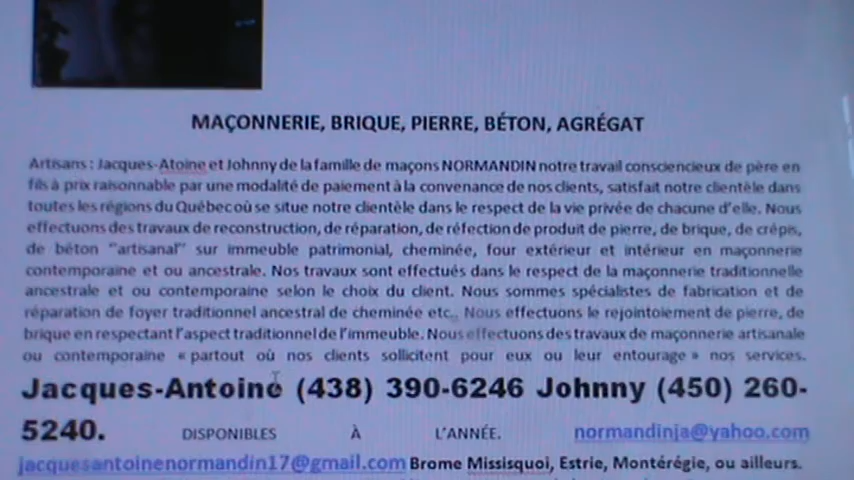 MAÇONNERIE, BRIQUE, PIERRE, BÉTON, AGRÉGAT
Artisans : Jacques-Atoine et Johnny de la famille de maçons NORMANDIN notre travail consciencieux de père en
fils à prix raisonnable par une modalité de paiement à la convenance de nos clients, satisfait notre clientèle dans
toutes les régions du Québec où se situe notre clientèle dans le respect de la vie privée de chacune d'elle. Nous
effectuons des travaux de reconstruction, de réparation, de réfection de produit de pierre, de brique, de crépis,
de béton "artisanal" sur immeuble patrimonial, cheminée, four extérieur et intérieur en maçonnerie
contemporaine et ou ancestrale. Nos travaux sont effectués dans le respect de la maçonnerie traditionnelle
ancestrale et ou contemporaine selon le choix du client. Nous sommes spécialistes de fabrication et de
réparation de foyer traditionnel ancestral de cheminée etc., Nous effectuons le rejointoiement de pierre, de
brique en respectant l'aspect traditionnel de l'immeuble. Nous effectuons des travaux de maçonnerie artisanale
ou contemporaine « partout où nos clients sollicitent pour eux ou leur entourage » nos services.
Jacques-Antoine (438) 390-6246 Johnny (450) 260-
5240. DISPONIBLES À L'ANNÉE. normandinja@yahoo.com
jacquesantoinenormandin17@gmail.com Brome Missisquoi, Estrie, Montérégie, ou ailleurs.